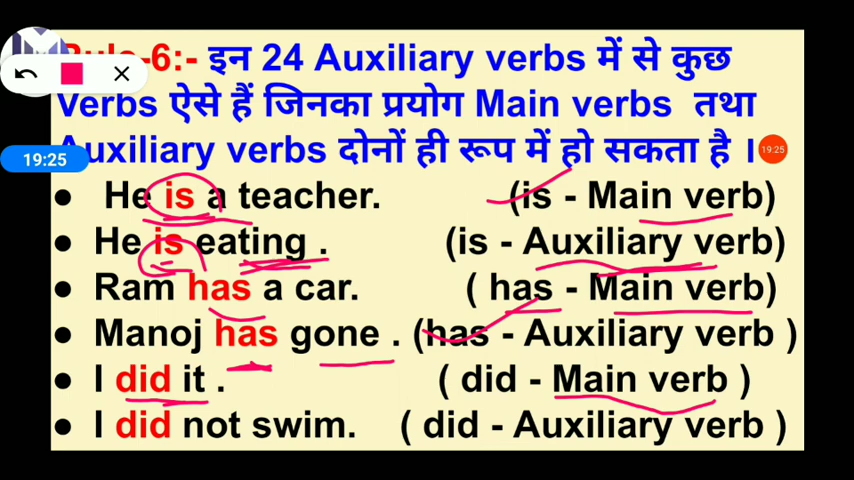 Rule-6:- इन 24 Auxiliary verbs में से कुछ
verbs ऐसे हैं जिनका प्रयोग Main verbs तथा
Auxiliary verbs दोनों ही रूप में हो सकता है । 19:25
19:25
● He is a teacher. (is - Main verb)
● He is eating . (is - Auxiliary verb)
● Ram has a car. ( has - Main verb)
● Manoj has gone . (has - Auxiliary verb )
● I did it . ( did - Main verb )
● I did not swim. ( did - Auxiliary verb )